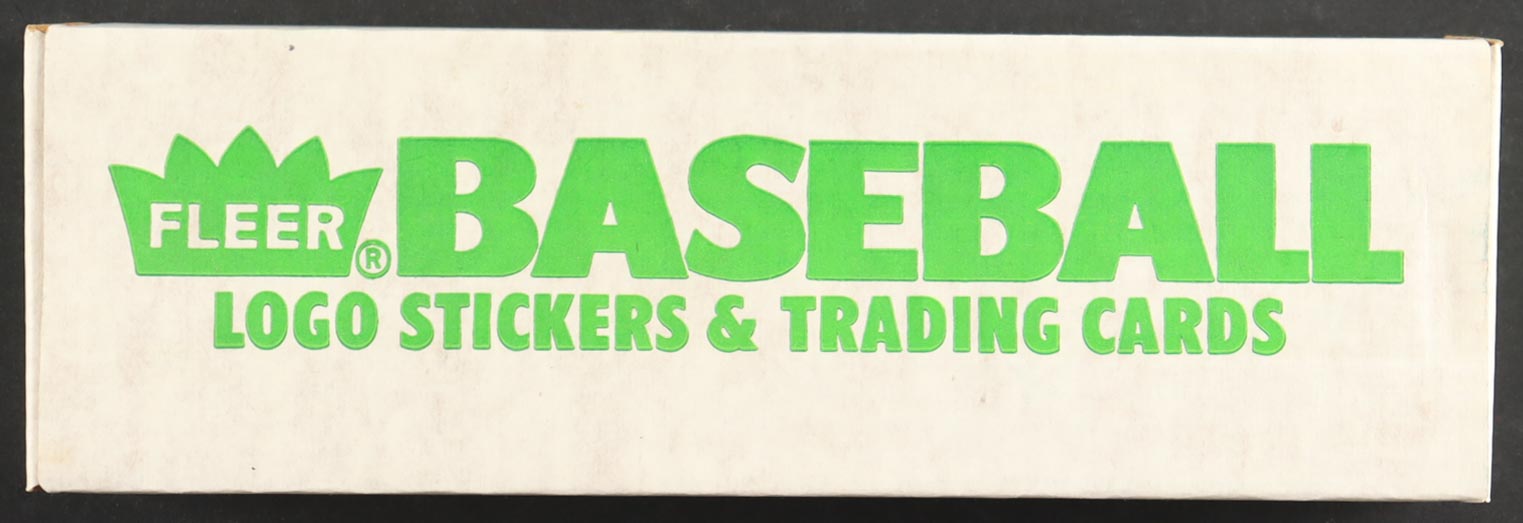 FLEER® BASEBALL
LOGO STICKERS & TRADING CARDS